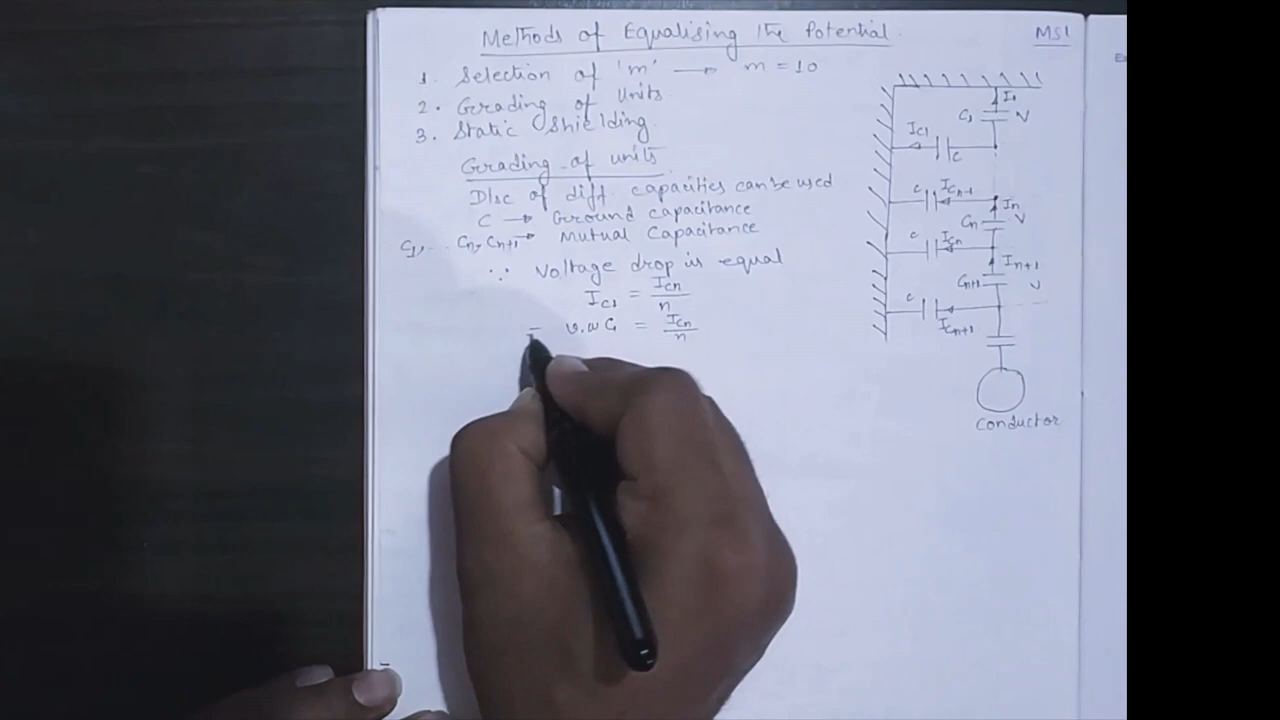 Methods of Equalising the Potential
MSI
1. Selection of 'm' → m = 10
2. Grading of Units
3. Static Shielding
Grading of units
Disc of diff. capacities can be used
C → Ground capacitance
C1, ... Cn, Cn+1 → Mutual Capacitance
∵ Voltage drop is equal
IC1 = ICn/n
v.ωC = ICn/n
I1
C1 V
IC1
C
C ICn-1
In
Cn V
C ICn
In+1
Cn+1 V
C ICn+1
Conductor